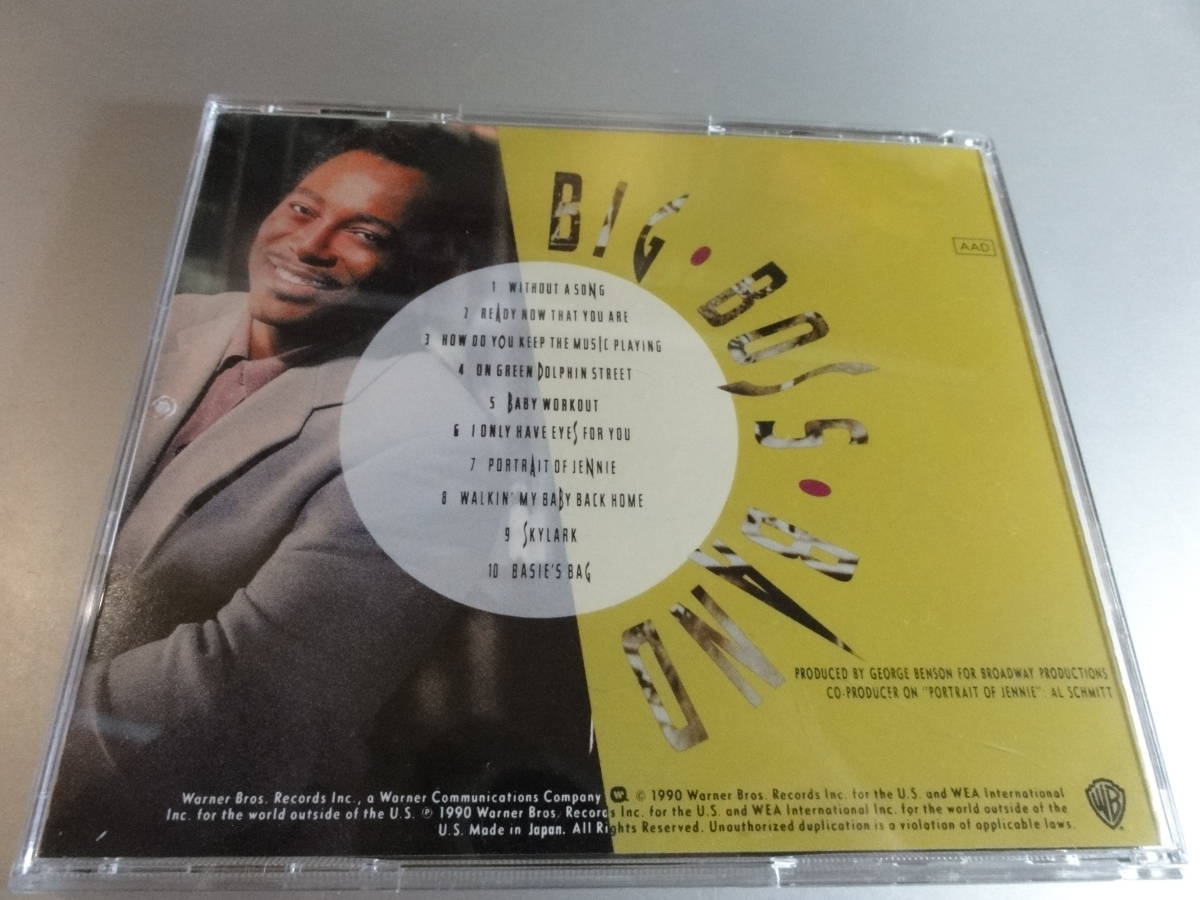 BIG • BOSS • BAND
AAD
1 WITHOUT A SONG
2 READY NOW THAT YOU ARE
3 HOW DO YOU KEEP THE MUSIC PLAYING
4 ON GREEN DOLPHIN STREET
5 BABY WORKOUT
6 I ONLY HAVE EYES FOR YOU
7 PORTRAIT OF JENNIE
8 WALKIN' MY BABY BACK HOME
9 SKYLARK
10 BASIE'S BAG
PRODUCED BY GEORGE BENSON FOR BROADWAY PRODUCTIONS
CO-PRODUCER ON "PORTRAIT OF JENNIE": AL SCHMITT
Warner Bros. Records Inc., a Warner Communications Company © 1990 Warner Bros. Records Inc. for the U.S. and WEA International
Inc. for the world outside of the U.S. ℗ 1990 Warner Bros. Records Inc. for the U.S. and WEA International Inc. for the world outside of the
U.S. Made in Japan. All Rights Reserved. Unauthorized duplication is a violation of applicable laws.
WB